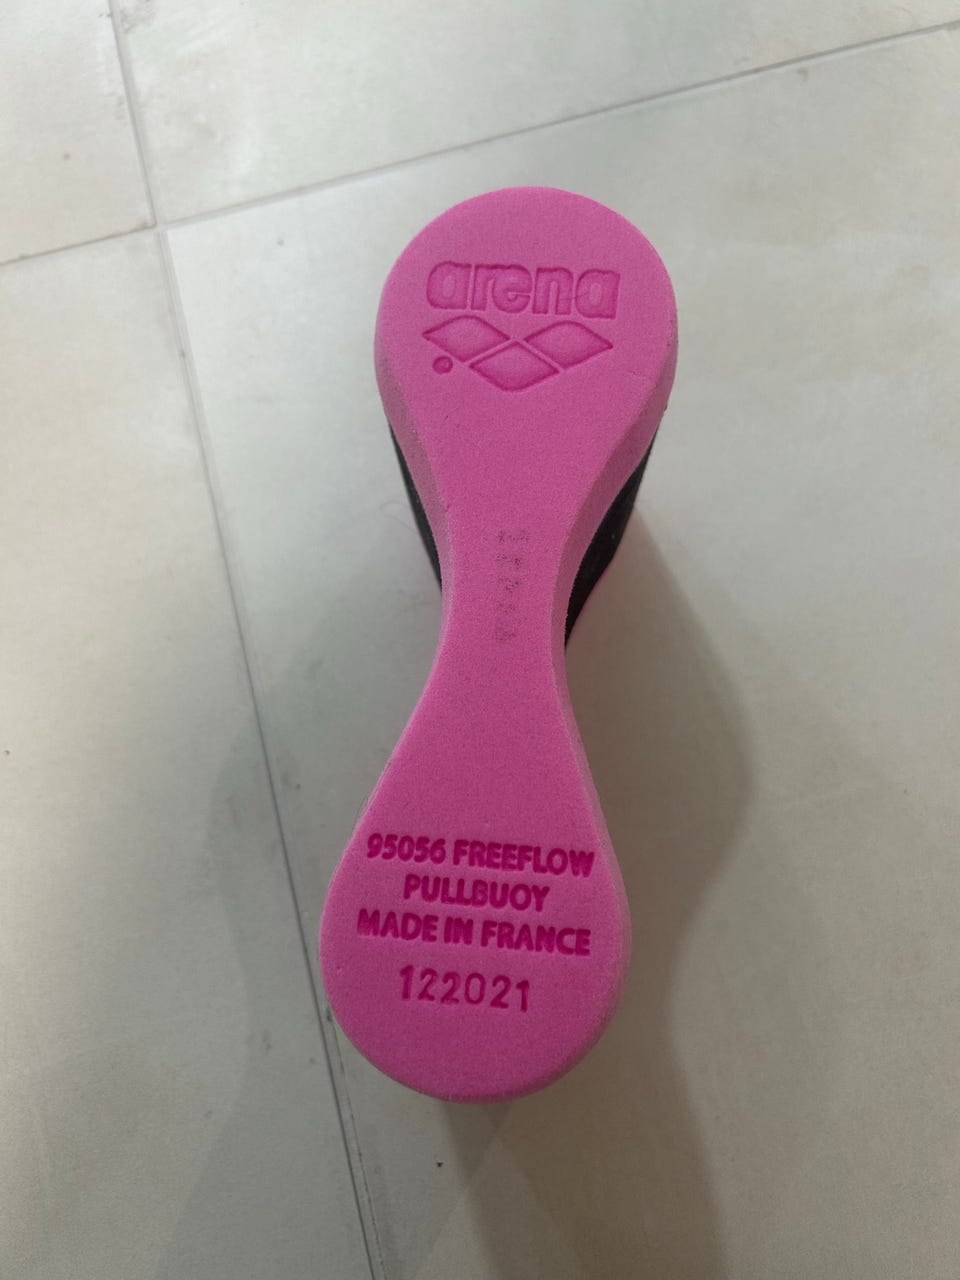 arena
95056 FREEFLOW
PULLBUOY
MADE IN FRANCE
122021